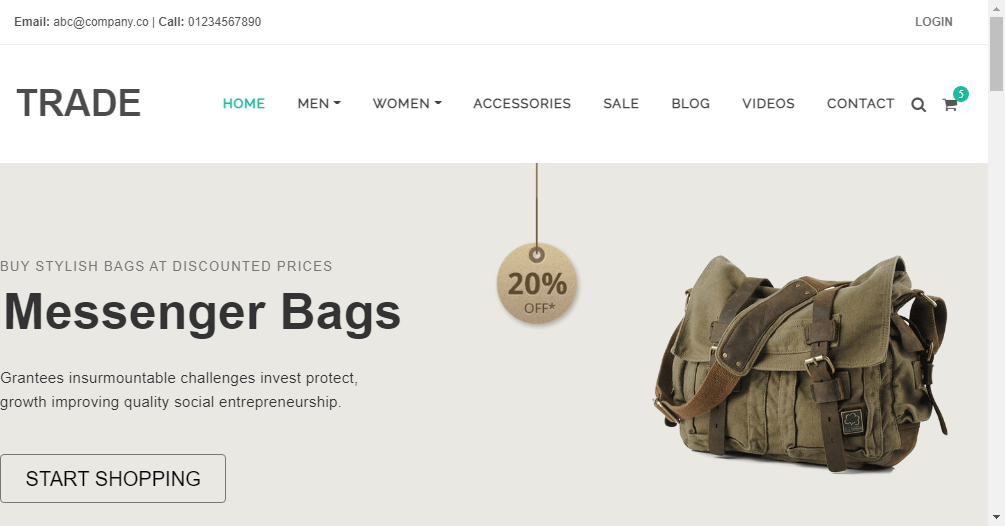 Email: abc@company.co | Call: 01234567890
LOGIN
TRADE
HOME MEN WOMEN ACCESSORIES SALE BLOG VIDEOS CONTACT 5
BUY STYLISH BAGS AT DISCOUNTED PRICES
Messenger Bags
20%
OFF*
Grantees insurmountable challenges invest protect,
growth improving quality social entrepreneurship.
START SHOPPING